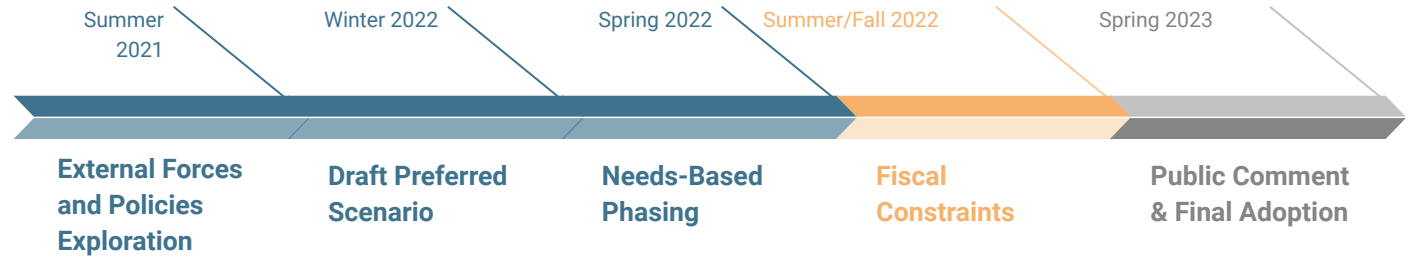 Summer
2021
Winter 2022
Spring 2022
Summer/Fall 2022
Spring 2023
External Forces
and Policies
Exploration
Draft Preferred
Scenario
Needs-Based
Phasing
Fiscal
Constraints
Public Comment
& Final Adoption